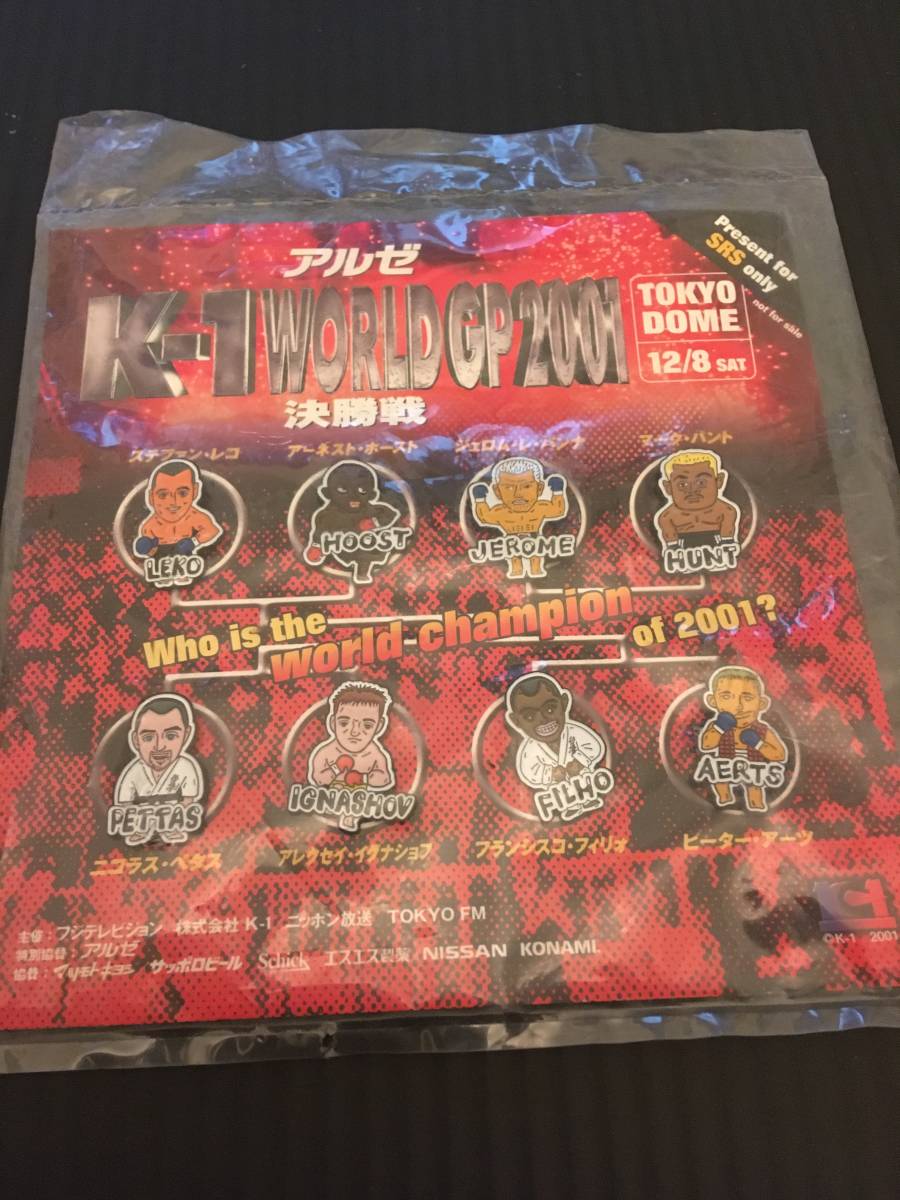 Present for
SRS only
not for sale
アルゼ
K-1 WORLD GP 2001
TOKYO
DOME
12/8 SAT
決勝戦
ステファン・レコ
アーネスト・ホースト
ジェロム・レ・バンナ
マーク・ハント
LEKO
HOOST
JEROME
HUNT
Who is the
world-champion
of 2001?
PETTAS
IGNASHOV
FILHO
AERTS
ニコラス・ペタス
アレクセイ・イグナショフ
フランシスコ・フィリォ
ピーター・アーツ
主催：フジテレビジョン 株式会社 K-1 ニッポン放送 TOKYO FM
特別協賛：アルゼ
協賛：マツモトキヨシ サッポロビール Schick エスエス製薬 NISSAN KONAMI
K-1
©K-1 2001